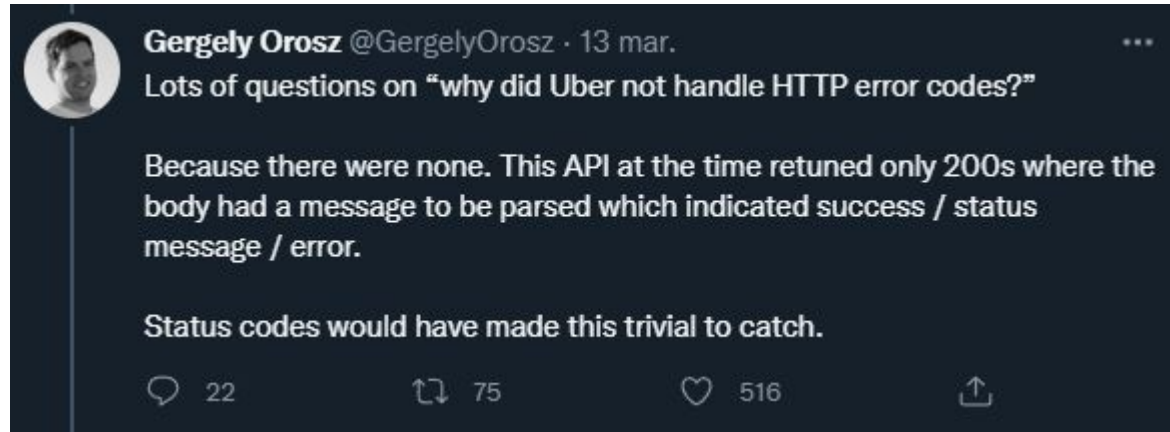 Gergely Orosz @GergelyOrosz · 13 mar.
Lots of questions on “why did Uber not handle HTTP error codes?”
Because there were none. This API at the time retuned only 200s where the
body had a message to be parsed which indicated success / status
message / error.
Status codes would have made this trivial to catch.
22 75 516